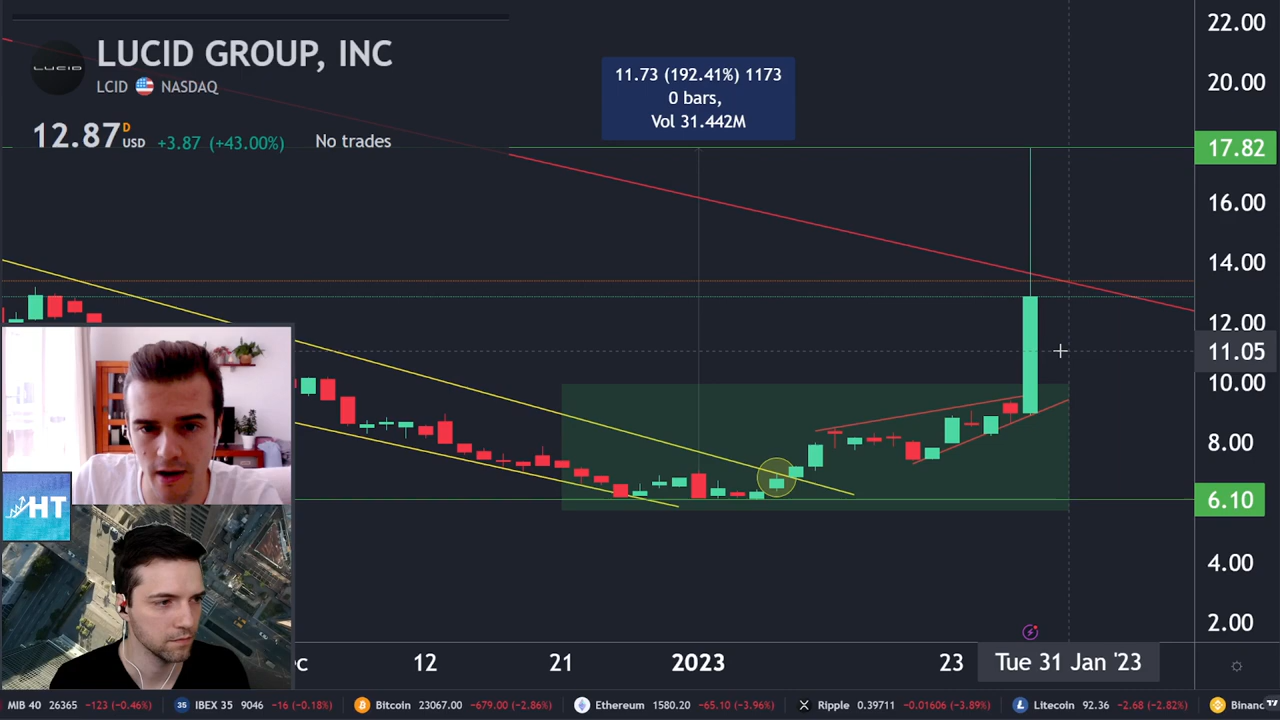 LUCID GROUP, INC
LUCID
LCID NASDAQ
12.87 D USD +3.87 (+43.00%) No trades
11.73 (192.41%) 1173
0 bars,
Vol 31.442M
22.00
20.00
17.82
16.00
14.00
12.00
11.05
10.00
8.00
6.10
4.00
2.00
HT
ec 12 21 2023 23 Tue 31 Jan '23
MIB 40 26365 −123 (−0.46%) 35 IBEX 35 9046 −16 (−0.18%) Bitcoin 23067.00 −679.00 (−2.86%) Ethereum 1580.20 −65.10 (−3.96%) Ripple 0.39711 −0.01606 (−3.89%) Litecoin 92.36 −2.68 (−2.82%) Binanc